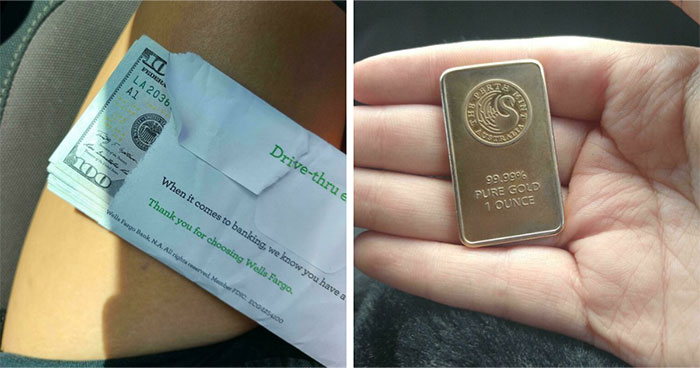 100
LA2036
A1
100
Drive-thru e
When it comes to banking, we know you have a
Thank you for choosing Wells Fargo.
Wells Fargo Bank, N.A. All rights reserved. Member FDIC.
THE PERTH MINT
AUSTRALIA
99.99%
PURE GOLD
1 OUNCE